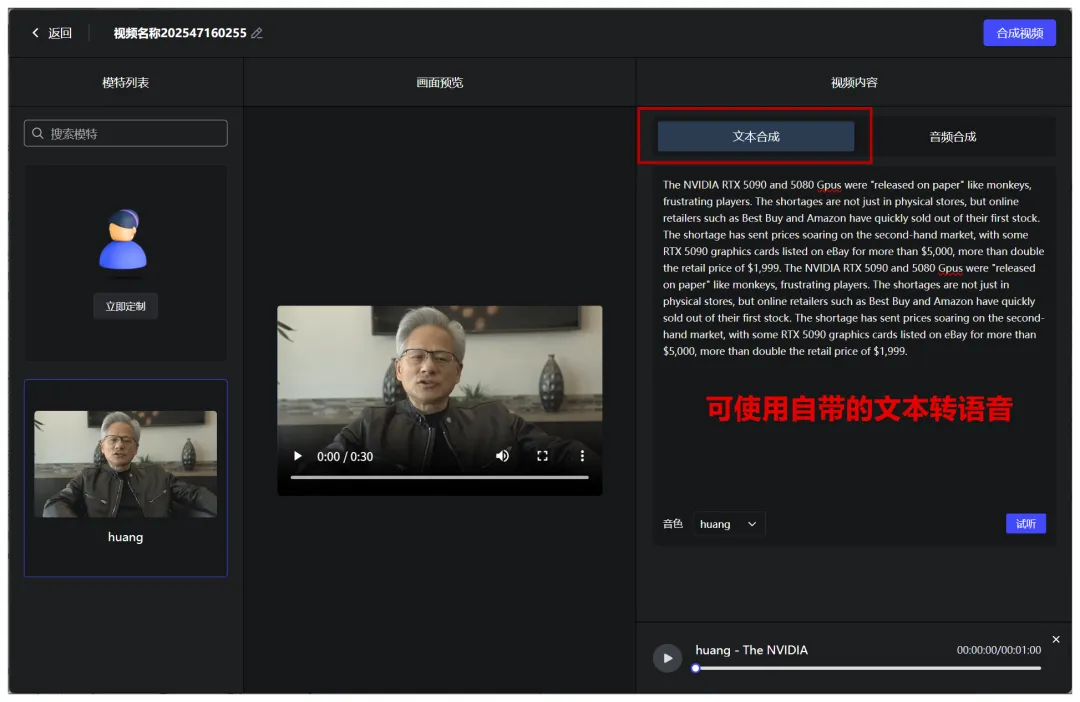 返回
视频名称202547160255
合成视频
模特列表
画面预览
视频内容
搜索模特
立即定制
huang
0:00 / 0:30
文本合成
音频合成
The NVIDIA RTX 5090 and 5080 Gpus were "released on paper" like monkeys,
frustrating players. The shortages are not just in physical stores, but online
retailers such as Best Buy and Amazon have quickly sold out of their first stock.
The shortage has sent prices soaring on the second-hand market, with some
RTX 5090 graphics cards listed on eBay for more than $5,000, more than double
the retail price of $1,999. The NVIDIA RTX 5090 and 5080 Gpus were "released
on paper" like monkeys, frustrating players. The shortages are not just in
physical stores, but online retailers such as Best Buy and Amazon have quickly
sold out of their first stock. The shortage has sent prices soaring on the second-
hand market, with some RTX 5090 graphics cards listed on eBay for more than
$5,000, more than double the retail price of $1,999.
可使用自带的文本转语音
音色
huang
试听
huang - The NVIDIA
00:00:00/00:01:00